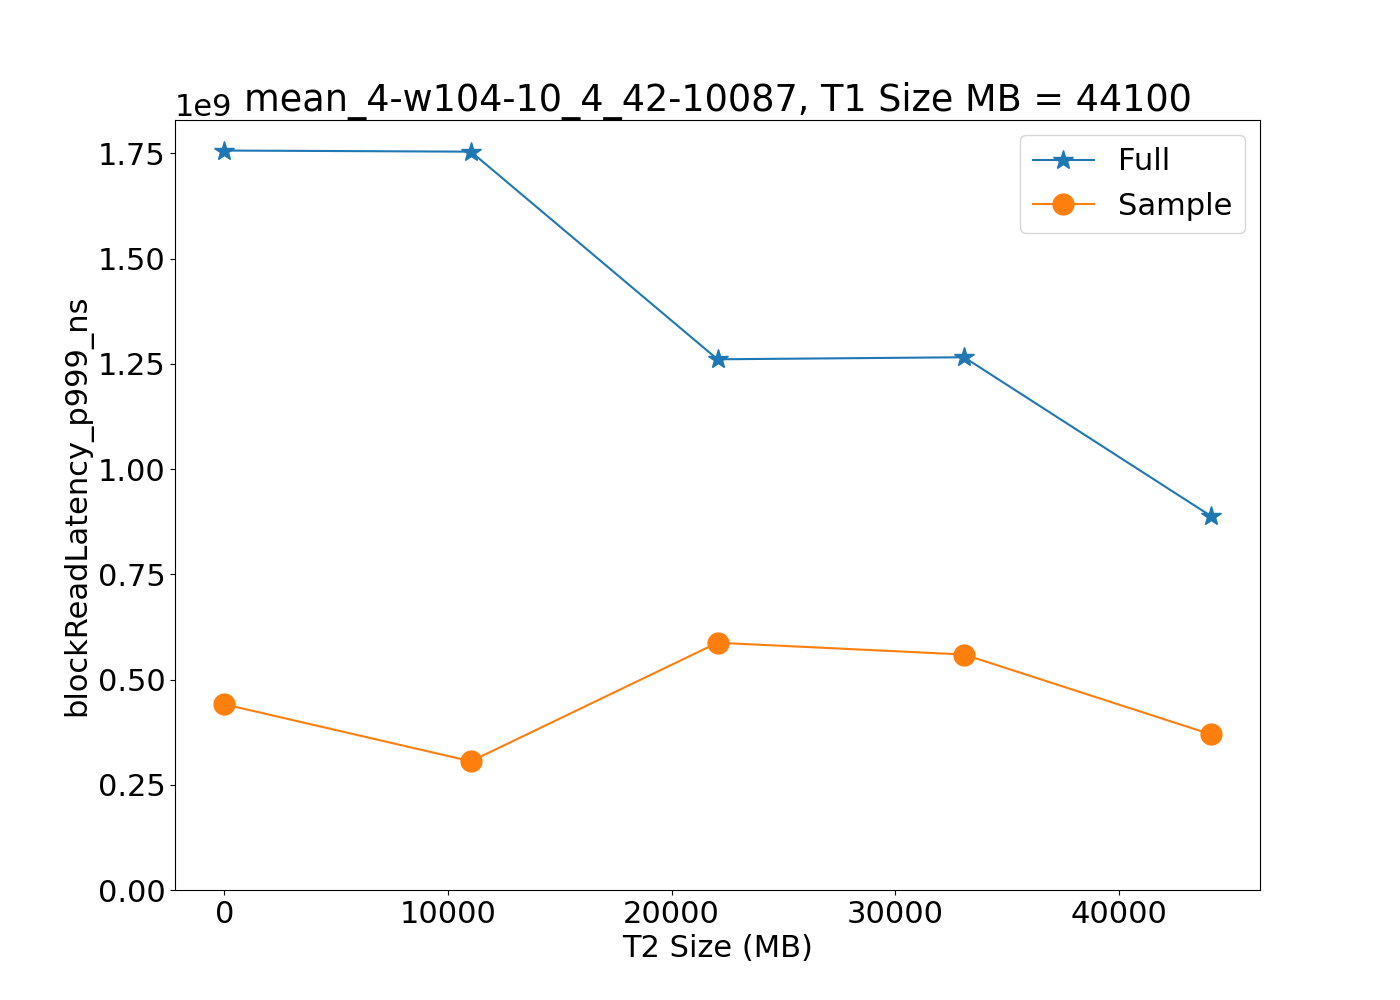 1e9
mean_4-w104-10_4_42-10087, T1 Size MB = 44100
Full
Sample
blockReadLatency_p999_ns
1.75
1.50
1.25
1.00
0.75
0.50
0.25
0.00
0 10000 20000 30000 40000
T2 Size (MB)